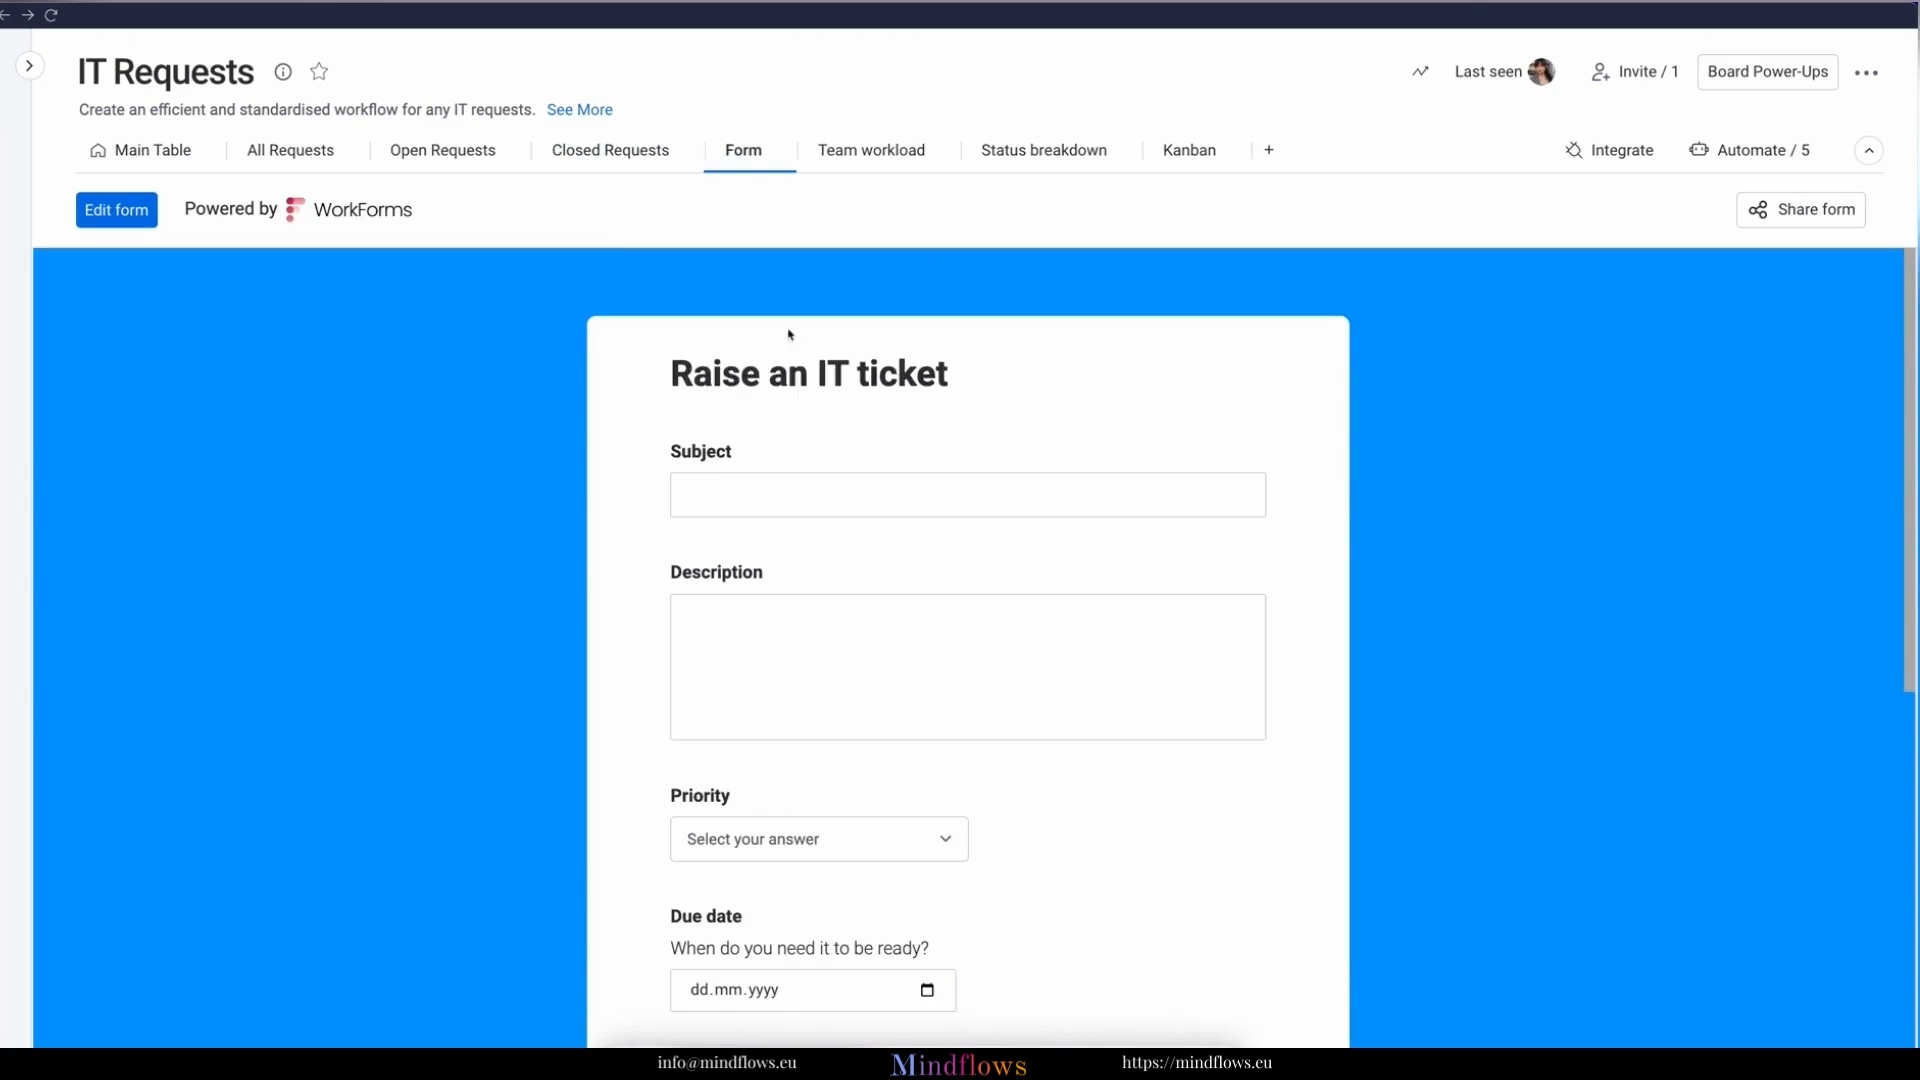 IT Requests
Last seen
Invite / 1
Board Power-Ups
Create an efficient and standardised workflow for any IT requests. See More
Main Table
All Requests
Open Requests
Closed Requests
Form
Team workload
Status breakdown
Kanban
+
Integrate
Automate / 5
Edit form
Powered by WorkForms
Share form
Raise an IT ticket
Subject
Description
Priority
Select your answer
Due date
When do you need it to be ready?
dd.mm.yyyy
info@mindflows.eu
Mindflows
https://mindflows.eu